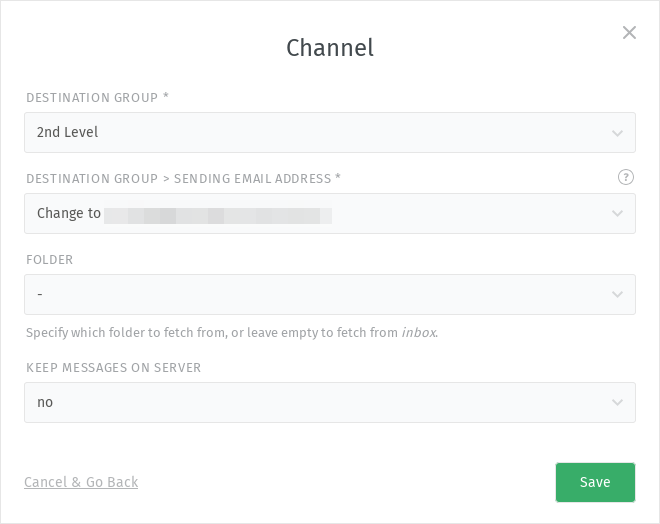 Channel
DESTINATION GROUP *
2nd Level
DESTINATION GROUP > SENDING EMAIL ADDRESS *
?
Change to
FOLDER
-
Specify which folder to fetch from, or leave empty to fetch from inbox.
KEEP MESSAGES ON SERVER
no
Cancel & Go Back
Save